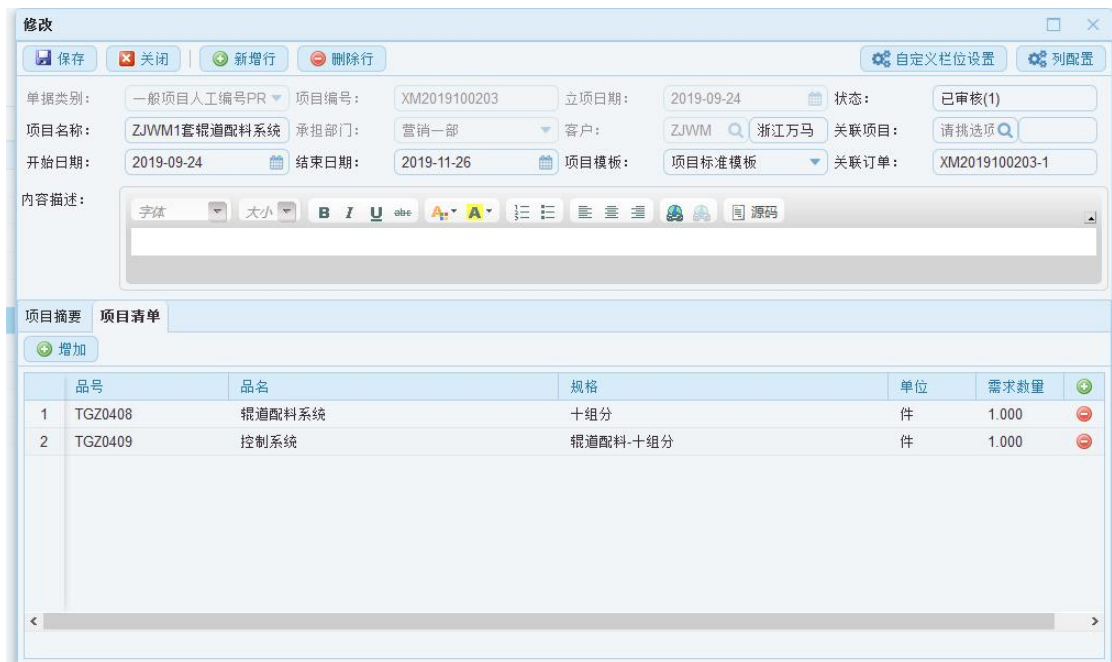 修改
保存 关闭 新增行 删除行 自定义栏位设置 列配置
单据类别: 一般项目人工编号PR 项目编号: XM2019100203 立项日期: 2019-09-24 状态: 已审核(1)
项目名称: ZJWM1套辊道配料系统 承担部门: 营销一部 客户: ZJWM 浙江万马 关联项目: 请挑选项
开始日期: 2019-09-24 结束日期: 2019-11-26 项目模板: 项目标准模板 关联订单: XM2019100203-1
内容描述: 字体 大小 B I U abc A A 源码
项目摘要 项目清单
增加
品号 品名 规格 单位 需求数量
1 TGZ0408 辊道配料系统 十组分 件 1.000
2 TGZ0409 控制系统 辊道配料-十组分 件 1.000